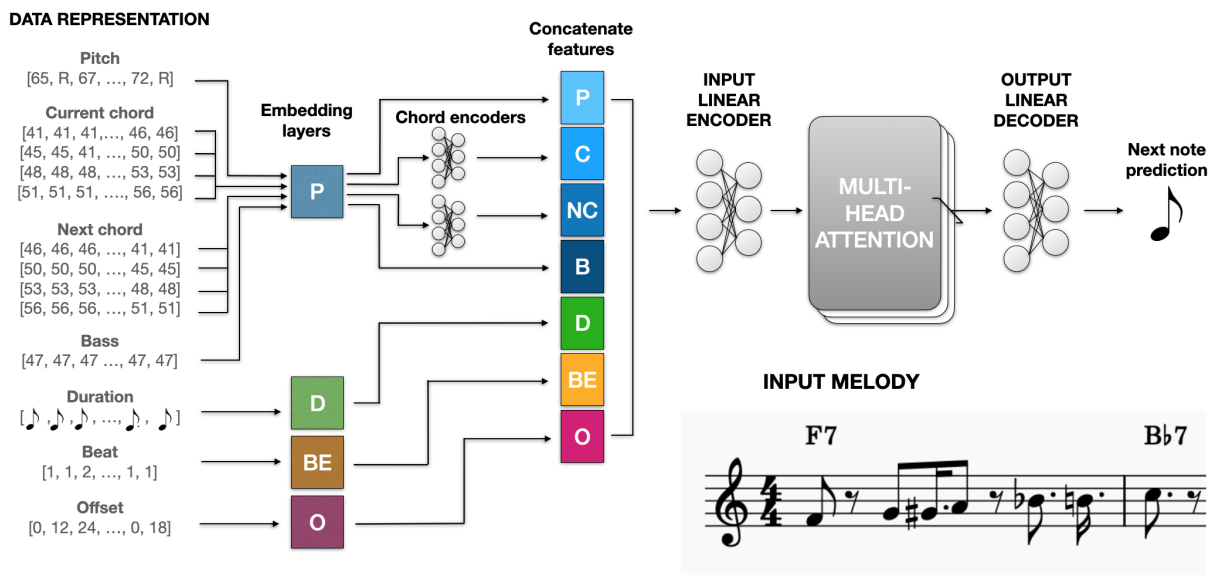 DATA REPRESENTATION
Pitch
[65, R, 67, ..., 72, R]
Current chord
[41, 41, 41,..., 46, 46]
[45, 45, 41, ... , 50, 50]
[48, 48, 48, ... , 53, 53]
[51, 51, 51, ...., 56, 56]
Next chord
[46, 46, 46, ... , 41, 41]
[50, 50, 50, ... , 45, 45]
[53, 53, 53, ... , 48, 48]
[56, 56, 56, ... , 51, 51]
Bass
[47, 47, 47 ..., 47, 47]
Duration
[♪, ♪, ♪, ..., ♪., ♪]
Beat
[1, 1, 2, ..., 1, 1]
Offset
[0, 12, 24, ..., 0, 18]
Embedding
layers
P
D
BE
O
Chord encoders
Concatenate
features
P
C
NC
B
D
BE
O
INPUT
LINEAR
ENCODER
MULTI-
HEAD
ATTENTION
OUTPUT
LINEAR
DECODER
Next note
prediction
INPUT MELODY
F7
B♭7
4
4